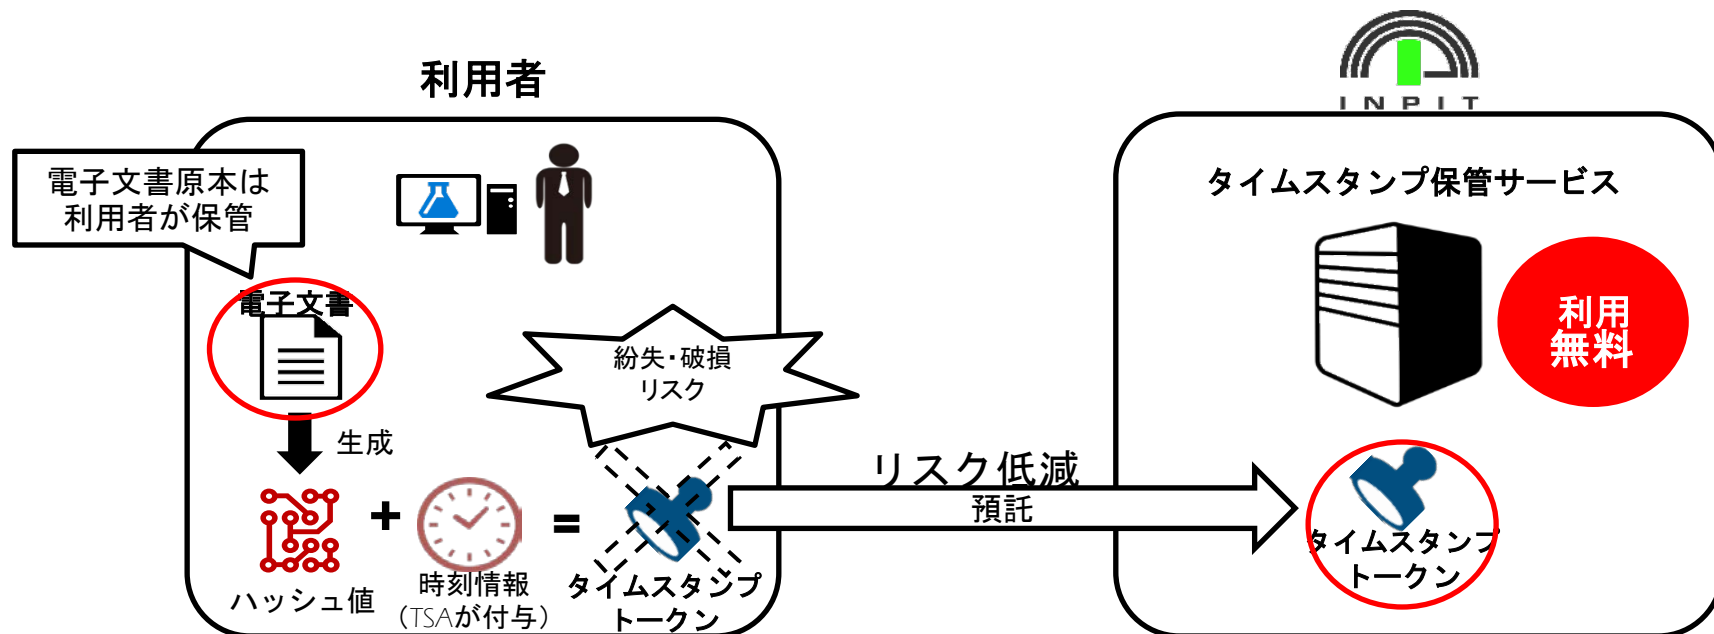 利用者
電子文書原本は
利用者が保管
電子文書
生成
紛失・破損
リスク
ハッシュ値
+
時刻情報
（TSAが付与）
=
タイムスタンプ
トークン
リスク低減
預託
INPIT
タイムスタンプ保管サービス
利用
無料
タイムスタンプ
トークン